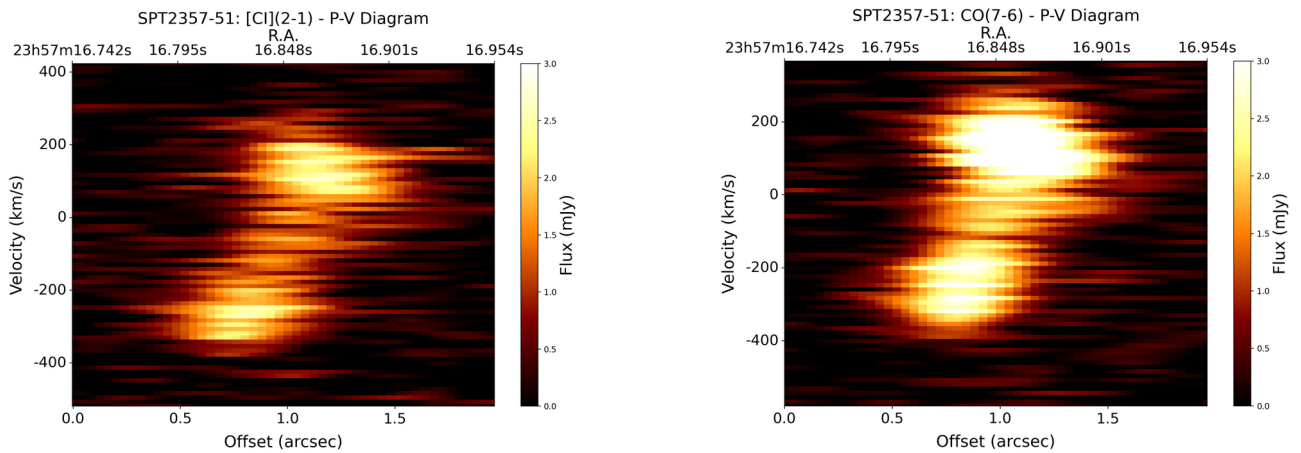 SPT2357-51: [CI](2-1) - P-V Diagram
R.A.
23h57m16.742s 16.795s 16.848s 16.901s 16.954s
400
200
0
-200
-400
Velocity (km/s)
0.0 0.5 1.0 1.5
Offset (arcsec)
3.0
2.5
2.0
1.5
1.0
0.5
0.0
Flux (mJy)
SPT2357-51: CO(7-6) - P-V Diagram
R.A.
23h57m16.742s 16.795s 16.848s 16.901s 16.954s
200
0
-200
-400
Velocity (km/s)
0.0 0.5 1.0 1.5
Offset (arcsec)
3.0
2.5
2.0
1.5
1.0
0.5
0.0
Flux (mJy)